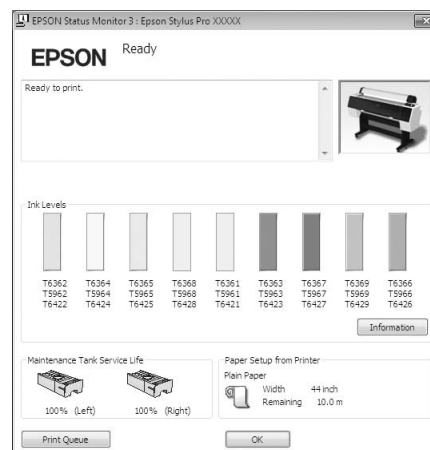 EPSON Status Monitor 3 : Epson Stylus Pro XXXXX
EPSON
Ready
Ready to print.
Ink Levels
T6362 T6364 T6365 T6368 T6361 T6363 T6367 T6369 T6366
T5962 T5964 T5965 T5968 T5961 T5963 T5967 T5969 T5966
T6422 T6424 T6425 T6428 T6421 T6423 T6427 T6429 T6426
Information
Maintenance Tank Service Life
100% (Left) 100% (Right)
Paper Setup from Printer
Plain Paper
Width 44 inch
Remaining 10.0 m
Print Queue
OK